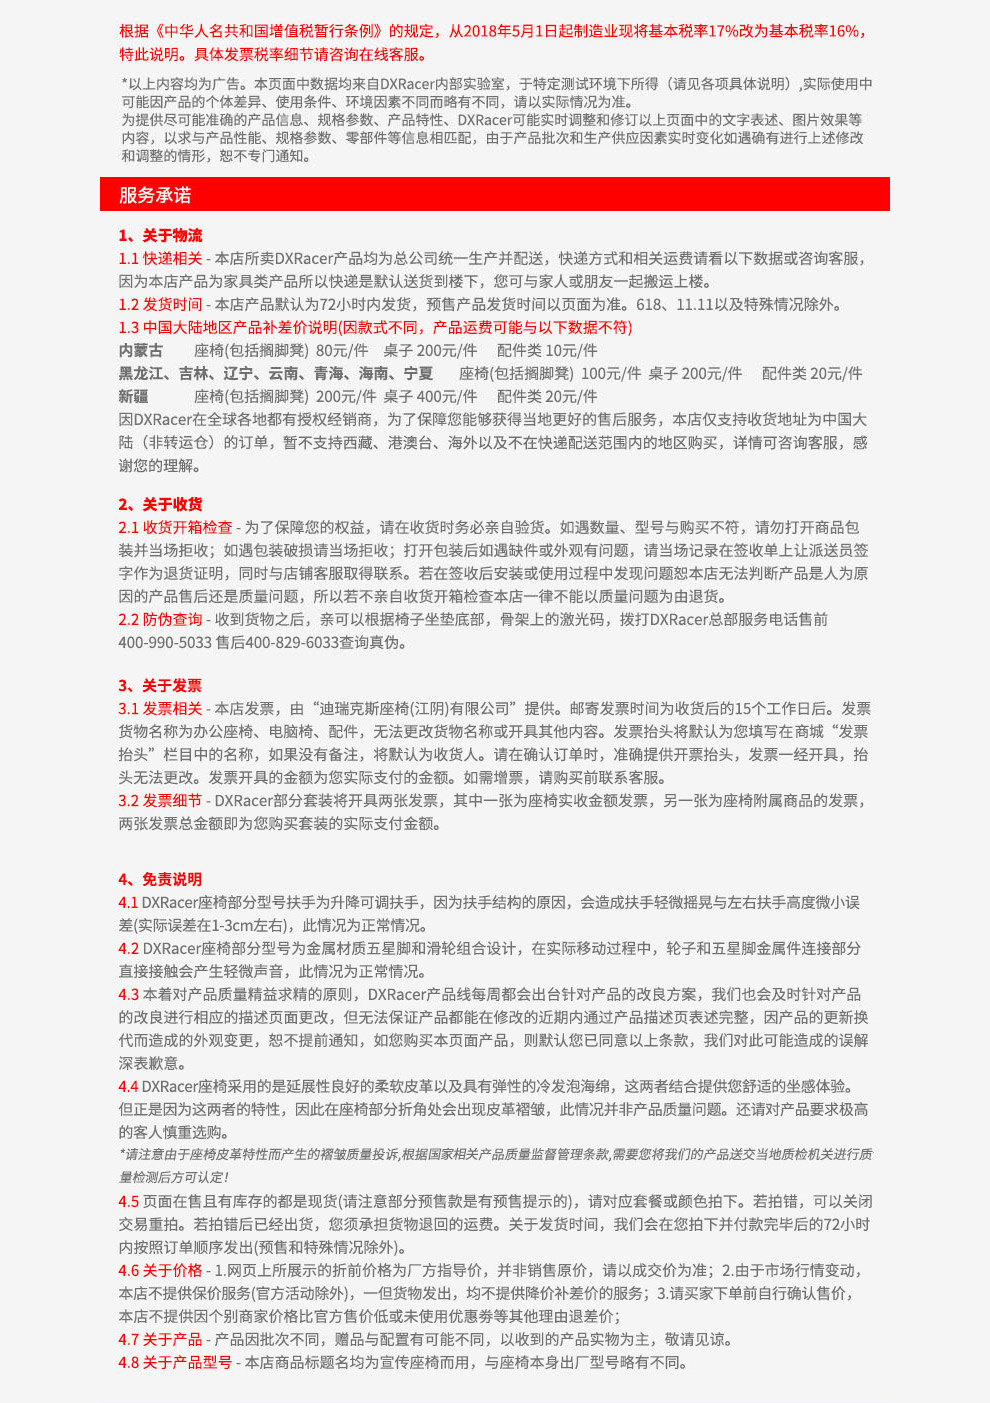 根据《中华人名共和国增值税暂行条例》的规定，从2018年5月1日起制造业现将基本税率17%改为基本税率16%，
特此说明。具体发票税率细节请咨询在线客服。
*以上内容均为广告。本页面中数据均来自DXRacer内部实验室，于特定测试环境下所得（请见各项具体说明）,实际使用中
可能因产品的个体差异、使用条件、环境因素不同而略有不同，请以实际情况为准。
为提供尽可能准确的产品信息、规格参数、产品特性、DXRacer可能实时调整和修订以上页面中的文字表述、图片效果等
内容，以求与产品性能、规格参数、零部件等信息相匹配，由于产品批次和生产供应因素实时变化如遇确有进行上述修改
和调整的情形，恕不专门通知。
服务承诺
1、关于物流
1.1 快递相关 - 本店所卖DXRacer产品均为总公司统一生产并配送，快递方式和相关运费请看以下数据或咨询客服，
因为本店产品为家具类产品所以快递是默认送货到楼下，您可与家人或朋友一起搬运上楼。
1.2 发货时间 - 本店产品默认为72小时内发货，预售产品发货时间以页面为准。618、11.11以及特殊情况除外。
1.3 中国大陆地区产品补差价说明(因款式不同，产品运费可能与以下数据不符)
内蒙古 座椅(包括搁脚凳) 80元/件 桌子 200元/件 配件类 10元/件
黑龙江、吉林、辽宁、云南、青海、海南、宁夏 座椅(包括搁脚凳) 100元/件 桌子 200元/件 配件类 20元/件
新疆 座椅(包括搁脚凳) 200元/件 桌子 400元/件 配件类 20元/件
因DXRacer在全球各地都有授权经销商，为了保障您能够获得当地更好的售后服务，本店仅支持收货地址为中国大
陆（非转运仓）的订单，暂不支持西藏、港澳台、海外以及不在快递配送范围内的地区购买，详情可咨询客服，感
谢您的理解。
2、关于收货
2.1 收货开箱检查 - 为了保障您的权益，请在收货时务必亲自验货。如遇数量、型号与购买不符，请勿打开商品包
装并当场拒收；如遇包装破损请当场拒收；打开包装后如遇缺件或外观有问题，请当场记录在签收单上让派送员签
字作为退货证明，同时与店铺客服取得联系。若在签收后安装或使用过程中发现问题恕本店无法判断产品是人为原
因的产品售后还是质量问题，所以若不亲自收货开箱检查本店一律不能以质量问题为由退货。
2.2 防伪查询 - 收到货物之后，亲可以根据椅子坐垫底部，骨架上的激光码，拨打DXRacer总部服务电话售前
400-990-5033 售后400-829-6033查询真伪。
3、关于发票
3.1 发票相关 - 本店发票，由“迪瑞克斯座椅(江阴)有限公司”提供。邮寄发票时间为收货后的15个工作日后。发票
货物名称为办公座椅、电脑椅、配件，无法更改货物名称或开具其他内容。发票抬头将默认为您填写在商城“发票
抬头”栏目中的名称，如果没有备注，将默认为收货人。请在确认订单时，准确提供开票抬头，发票一经开具，抬
头无法更改。发票开具的金额为您实际支付的金额。如需增票，请购买前联系客服。
3.2 发票细节 - DXRacer部分套装将开具两张发票，其中一张为座椅实收金额发票，另一张为座椅附属商品的发票，
两张发票总金额即为您购买套装的实际支付金额。
4、免责说明
4.1 DXRacer座椅部分型号扶手为升降可调扶手，因为扶手结构的原因，会造成扶手轻微摇晃与左右扶手高度微小误
差(实际误差在1-3cm左右)，此情况为正常情况。
4.2 DXRacer座椅部分型号为金属材质五星脚和滑轮组合设计，在实际移动过程中，轮子和五星脚金属件连接部分
直接接触会产生轻微声音，此情况为正常情况。
4.3 本着对产品质量精益求精的原则，DXRacer产品线每周都会出台针对产品的改良方案，我们也会及时针对产品
的改良进行相应的描述页面更改，但无法保证产品都能在修改的近期内通过产品描述页表述完整，因产品的更新换
代而造成的外观变更，恕不提前通知，如您购买本页面产品，则默认您已同意以上条款，我们对此可能造成的误解
深表歉意。
4.4 DXRacer座椅采用的是延展性良好的柔软皮革以及具有弹性的冷发泡海绵，这两者结合提供您舒适的坐感体验。
但正是因为这两者的特性，因此在座椅部分折角处会出现皮革褶皱，此情况并非产品质量问题。还请对产品要求极高
的客人慎重选购。
*请注意由于座椅皮革特性而产生的褶皱质量投诉,根据国家相关产品质量监督管理条款,需要您将我们的产品送交当地质检机关进行质
量检测后方可认定！
4.5 页面在售且有库存的都是现货(请注意部分预售款是有预售提示的)，请对应套餐或颜色拍下。若拍错，可以关闭
交易重拍。若拍错后已经出货，您须承担货物退回的运费。关于发货时间，我们会在您拍下并付款完毕后的72小时
内按照订单顺序发出(预售和特殊情况除外)。
4.6 关于价格 - 1.网页上所展示的折前价格为厂方指导价，并非销售原价，请以成交价为准；2.由于市场行情变动，
本店不提供保价服务(官方活动除外)，一但货物发出，均不提供降价补差价的服务；3.请买家下单前自行确认售价，
本店不提供因个别商家价格比官方售价低或未使用优惠劵等其他理由退差价；
4.7 关于产品 - 产品因批次不同，赠品与配置有可能不同，以收到的产品实物为主，敬请见谅。
4.8 关于产品型号 - 本店商品标题名均为宣传座椅而用，与座椅本身出厂型号略有不同。